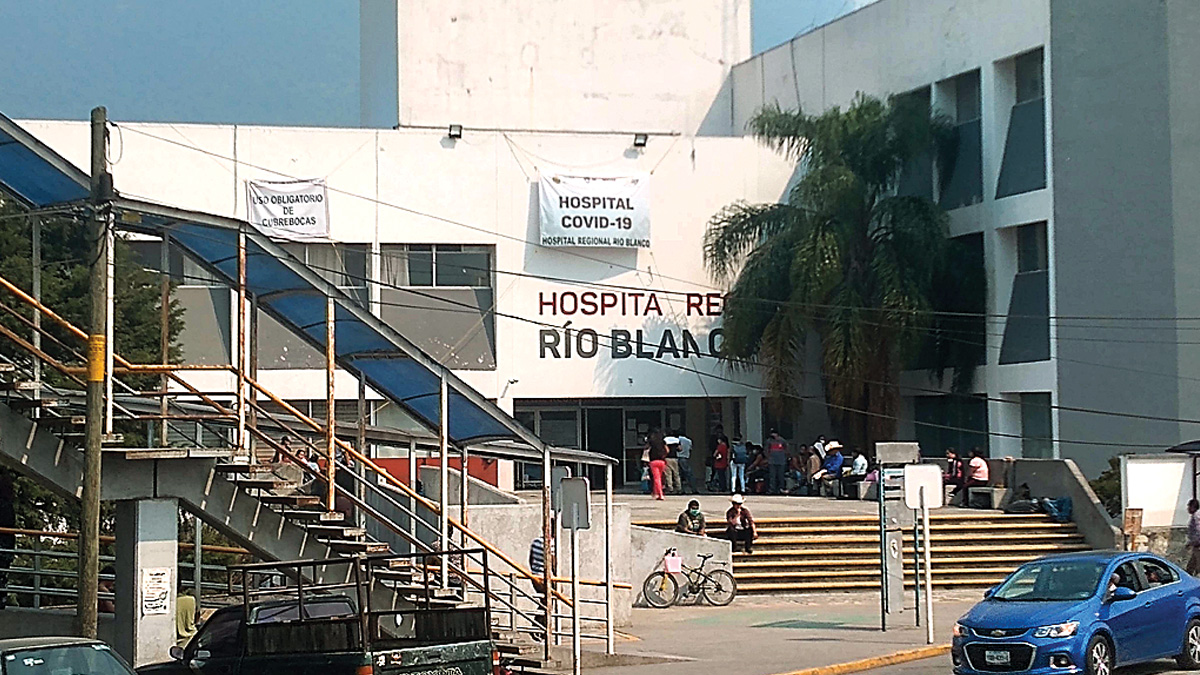 USO OBLIGATORIO
DE
CUBREBOCAS
HOSPITAL
COVID-19
HOSPITAL REGIONAL RIO BLANCO
HOSPITA RE
RÍO BLANC